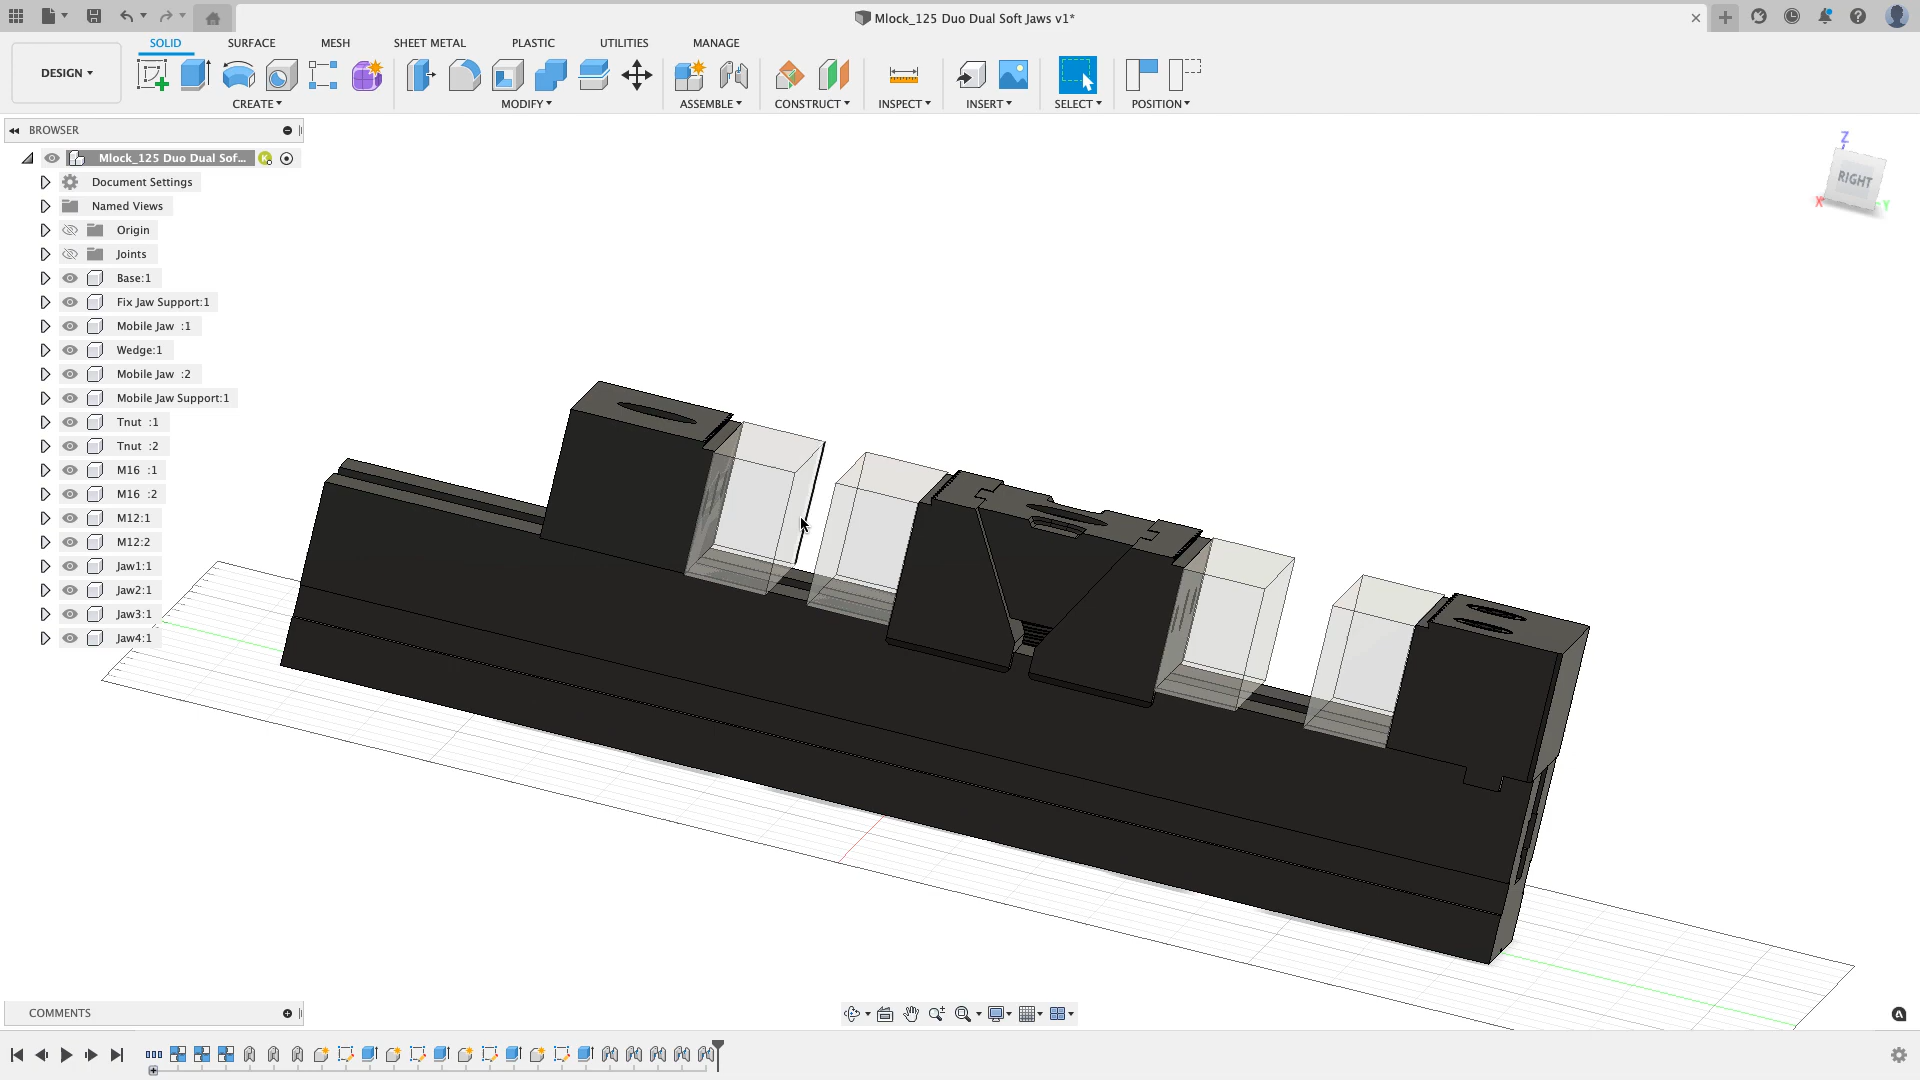 Mlock_125 Duo Dual Soft Jaws v1*
DESIGN
SOLID
SURFACE
MESH
SHEET METAL
PLASTIC
UTILITIES
MANAGE
CREATE
MODIFY
ASSEMBLE
CONSTRUCT
INSPECT
INSERT
SELECT
POSITION
BROWSER
Mlock_125 Duo Dual Sof...
Document Settings
Named Views
Origin
Joints
Base:1
Fix Jaw Support:1
Mobile Jaw :1
Wedge:1
Mobile Jaw :2
Mobile Jaw Support:1
Tnut :1
Tnut :2
M16 :1
M16 :2
M12:1
M12:2
Jaw1:1
Jaw2:1
Jaw3:1
Jaw4:1
Z
RIGHT
X
Y
COMMENTS